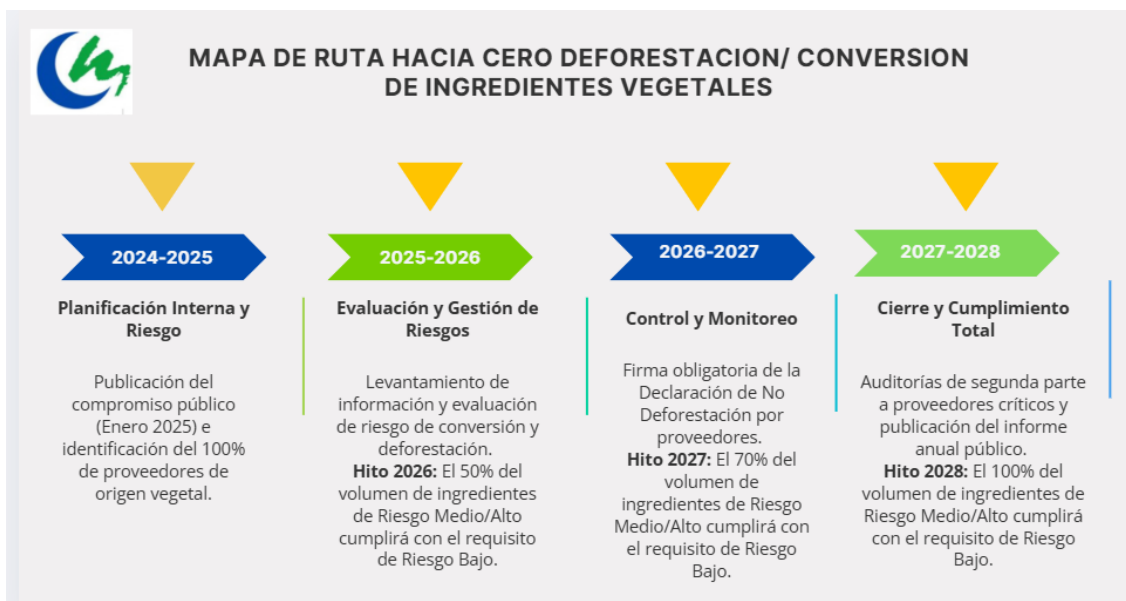 MAPA DE RUTA HACIA CERO DEFORESTACION/ CONVERSION
DE INGREDIENTES VEGETALES
2024-2025
Planificación Interna y
Riesgo
Publicación del
compromiso público
(Enero 2025) e
identificación del 100%
de proveedores de
origen vegetal.
2025-2026
Evaluación y Gestión de
Riesgos
Levantamiento de
información y evaluación
de riesgo de conversión y
deforestación.
Hito 2026: El 50% del
volumen de ingredientes
de Riesgo Medio/Alto
cumplirá con el requisito
de Riesgo Bajo.
2026-2027
Control y Monitoreo
Firma obligatoria de la
Declaración de No
Deforestación por
proveedores.
Hito 2027: El 70% del
volumen de
ingredientes de Riesgo
Medio/Alto cumplirá con
el requisito de Riesgo
Bajo.
2027-2028
Cierre y Cumplimiento
Total
Auditorías de segunda parte
a proveedores críticos y
publicación del informe
anual público.
Hito 2028: El 100% del
volumen de ingredientes de
Riesgo Medio/Alto cumplirá
con el requisito de Riesgo
Bajo.